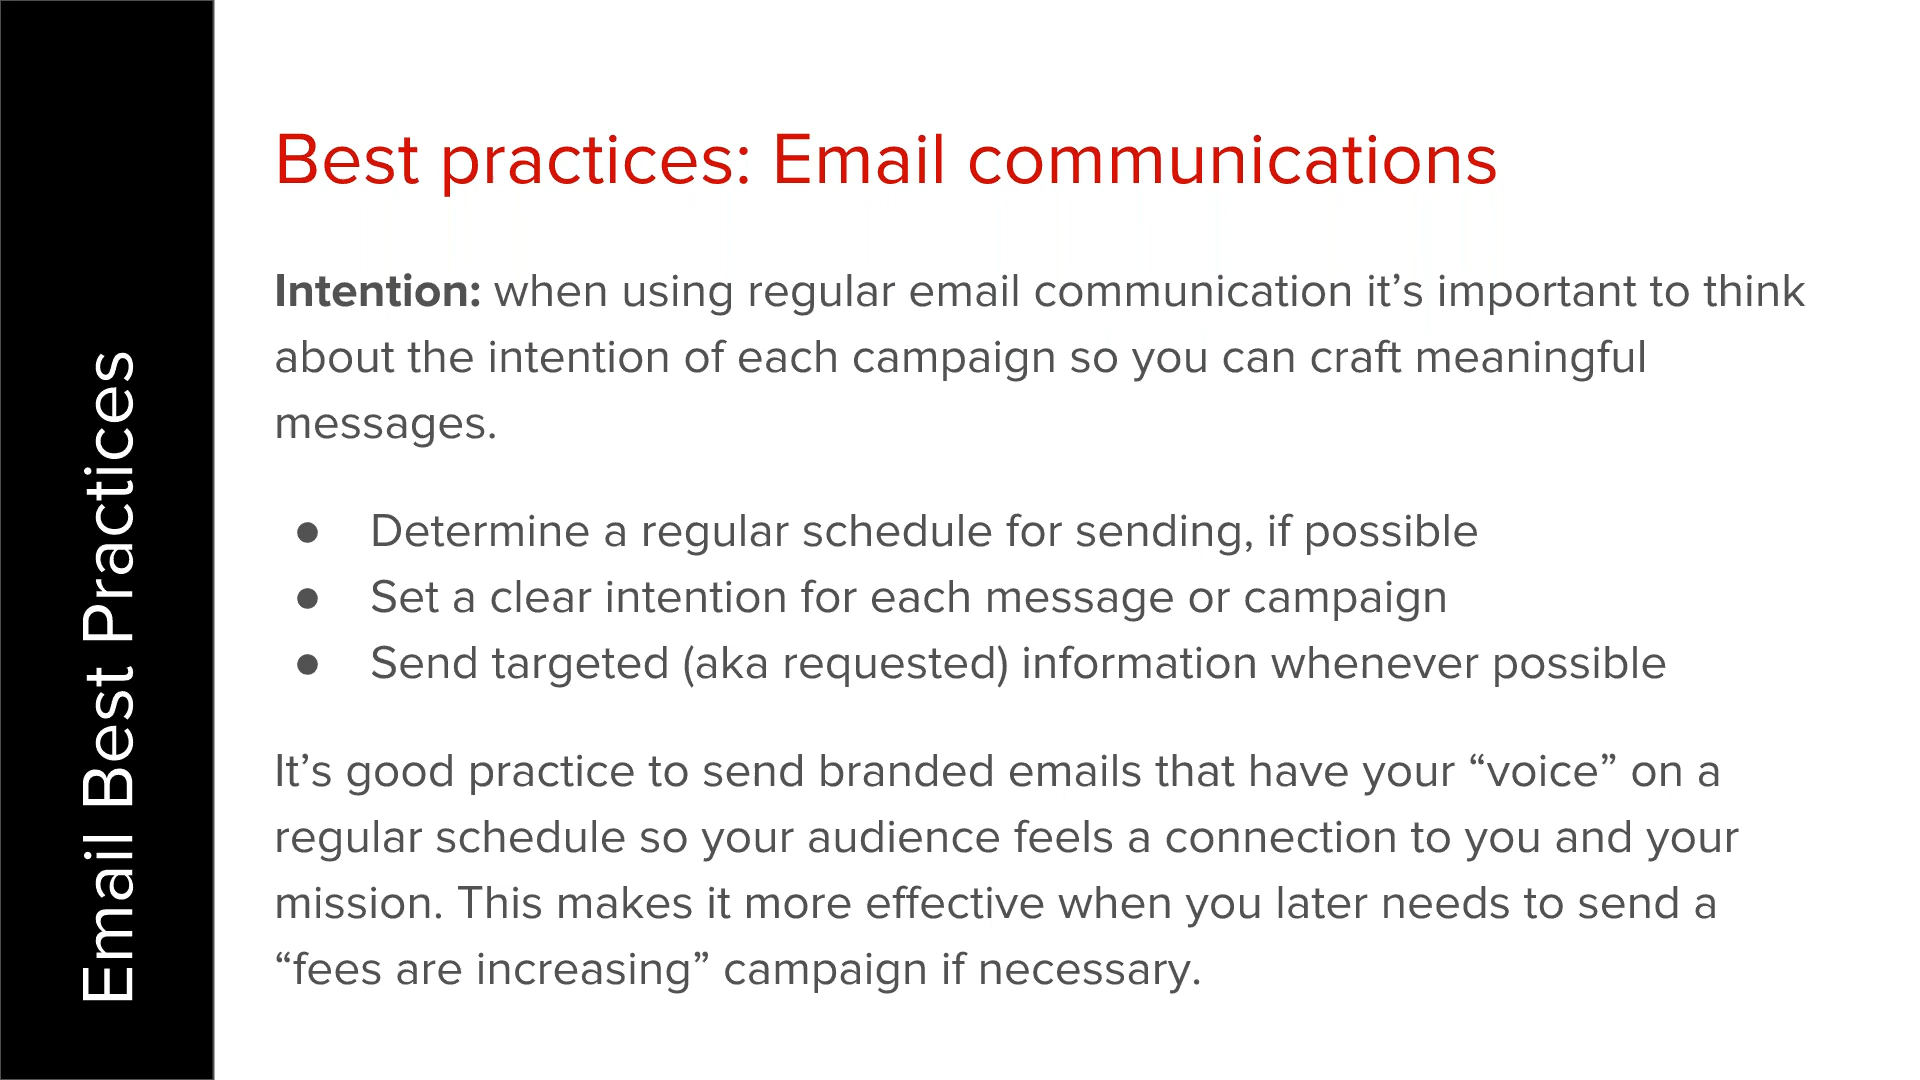 Email Best Practices
Best practices: Email communications
Intention: when using regular email communication it’s important to think
about the intention of each campaign so you can craft meaningful
messages.
● Determine a regular schedule for sending, if possible
● Set a clear intention for each message or campaign
● Send targeted (aka requested) information whenever possible
It’s good practice to send branded emails that have your “voice” on a
regular schedule so your audience feels a connection to you and your
mission. This makes it more effective when you later needs to send a
“fees are increasing” campaign if necessary.